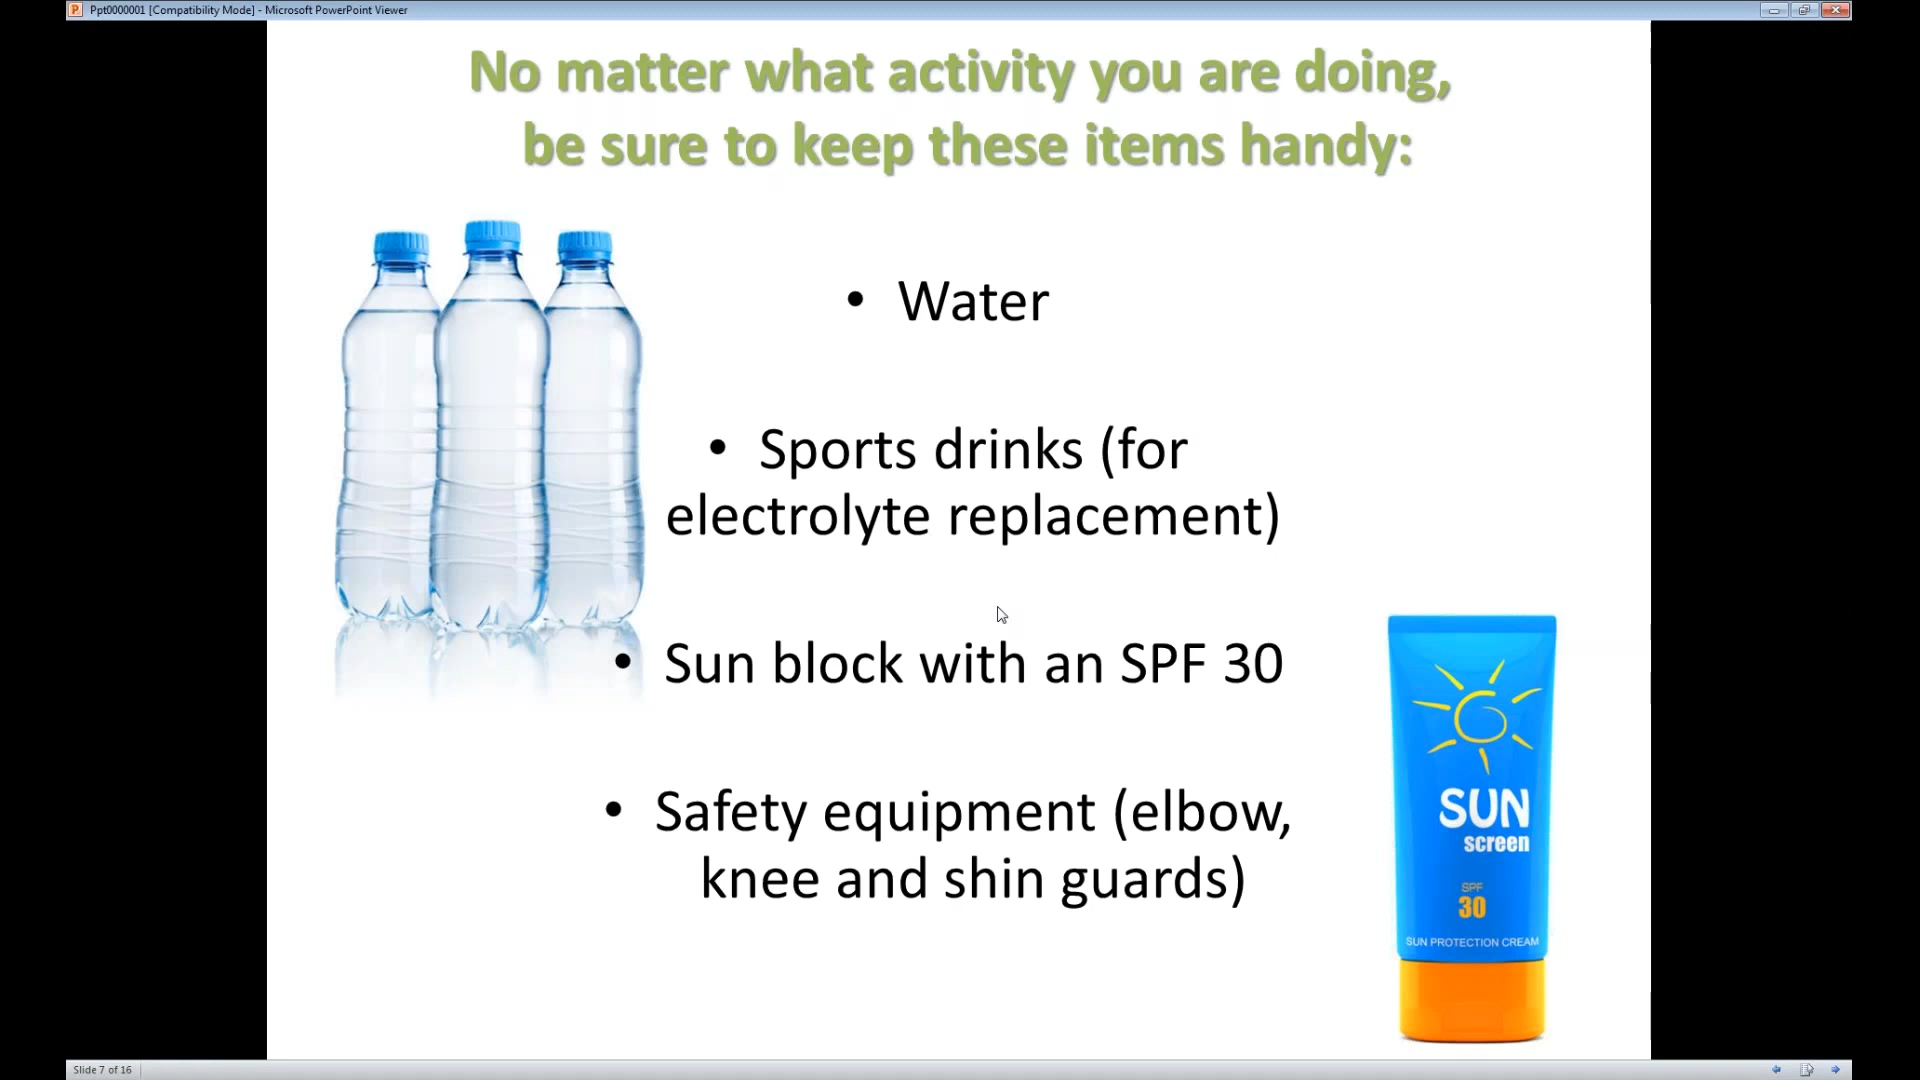 Ppt0000001 [Compatibility Mode] - Microsoft PowerPoint Viewer
No matter what activity you are doing,
be sure to keep these items handy:
• Water
• Sports drinks (for
electrolyte replacement)
• Sun block with an SPF 30
• Safety equipment (elbow,
knee and shin guards)
SUN
screen
SPF
30
SUN PROTECTION CREAM
Slide 7 of 16